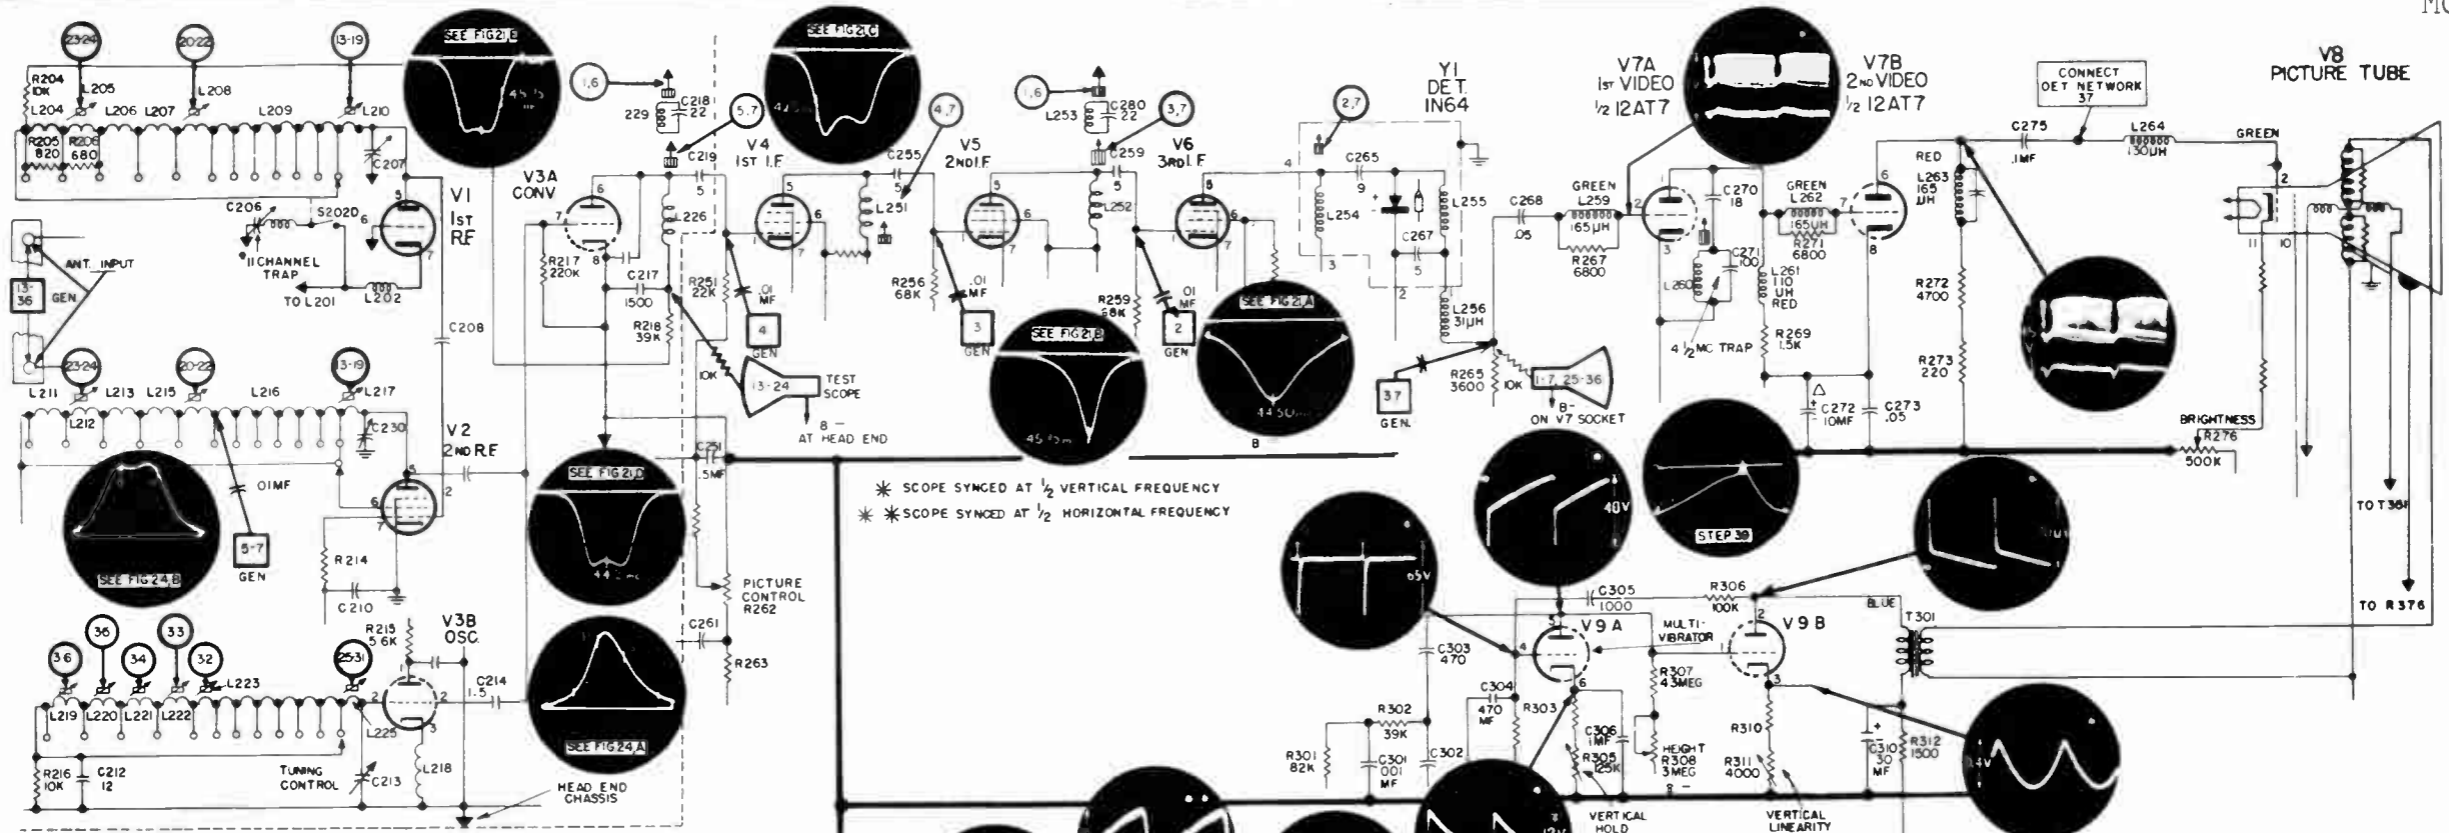 MO
23-24
20-22
13-19
R204
10K
L204
L205
L206
L207
L208
L209
L210
R205
820
R206
680
C207
C206
S202D
11 CHANNEL
TRAP
TO L201
L202
V1
1ST
R.F
ANT. INPUT
13-
36
GEN.
C208
23-24
20-22
13-19
L211
L212
L213
L215
L216
L217
C230
V2
2ND R.F
.01MF
5-7
GEN
SEE FIG 24,B
R214
C210
R215
5.6K
V3B
OSC.
36
36
34
33
32
25-31
L219
L220
L221
L222
L223
L225
C214
1.5
L218
R216
10K
C212
12
TUNING
CONTROL
C213
HEAD END
CHASSIS
SEE FIG 21,E
1,6
229
C218
22
5,7
V3A
CONV
V4
1ST I.F
C219
5
L226
R217
220K
C217
1500
R218
39K
R251
22K
.01
MF
4
GEN
10K
13-24
TEST
SCOPE
B -
AT HEAD END
SEE FIG 21,C
4,7
C255
5
L251
V5
2ND I.F
R256
68K
.01
MF
3
GEN
1,6
L253
C280
22
3,7
C259
5
L252
V6
3RD I.F
R259
68K
.01
MF
2
GEN
SEE FIG 21,B
SEE FIG 21,A
B
2,7
Y1
DET.
1N64
C265
9
L254
L255
C267
5
L256
31µH
37
GEN.
R265
3600
10K
1-7, 25-36
B-
ON V7 SOCKET
C268
.05
V7A
1ST VIDEO
1/2 12AT7
V7B
2ND VIDEO
1/2 12AT7
GREEN
L259
165µH
R267
6800
C270
18
C271
100
L260
4 1/2 MC TRAP
GREEN
L262
165µH
R271
6800
L261
110
UH
RED
R269
1.5K
C272
10MF
C273
.05
RED
L263
165
µH
R272
4700
R273
220
C275
.1MF
CONNECT
DET NETWORK
37
L264
130µH
GREEN
V8
PICTURE TUBE
BRIGHTNESS
R276
500K
TO T361
TO R376
SEE FIG 21,D
C251
.5MF
PICTURE
CONTROL
R262
C261
R263
SEE FIG 24,A
* SCOPE SYNCED AT 1/2 VERTICAL FREQUENCY
* * SCOPE SYNCED AT 1/2 HORIZONTAL FREQUENCY
65V
40V
STEP 39
C305
1000
R306
100K
V9A
MULTI-
VIBRATOR
V9B
BLUE
T301
C303
470
C304
470
MF
R303
R302
39K
R301
82K
C301
001
MF
C302
C306
.1MF
R305
125K
R307
4.3MEG
HEIGHT
R308
3MEG
B -
R310
R311
4000
C310
30
MF
R312
1500
VERTICAL
HOLD
VERTICAL
LINEARITY
12V